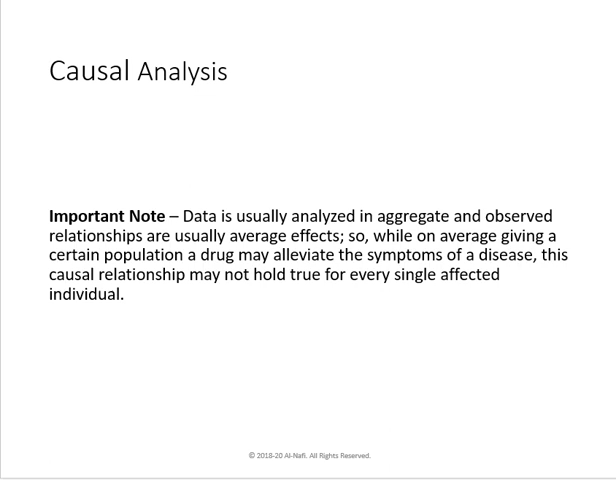 Causal Analysis
Important Note – Data is usually analyzed in aggregate and observed
relationships are usually average effects; so, while on average giving a
certain population a drug may alleviate the symptoms of a disease, this
causal relationship may not hold true for every single affected
individual.
© 2018-20 Al-Nafi. All Rights Reserved.